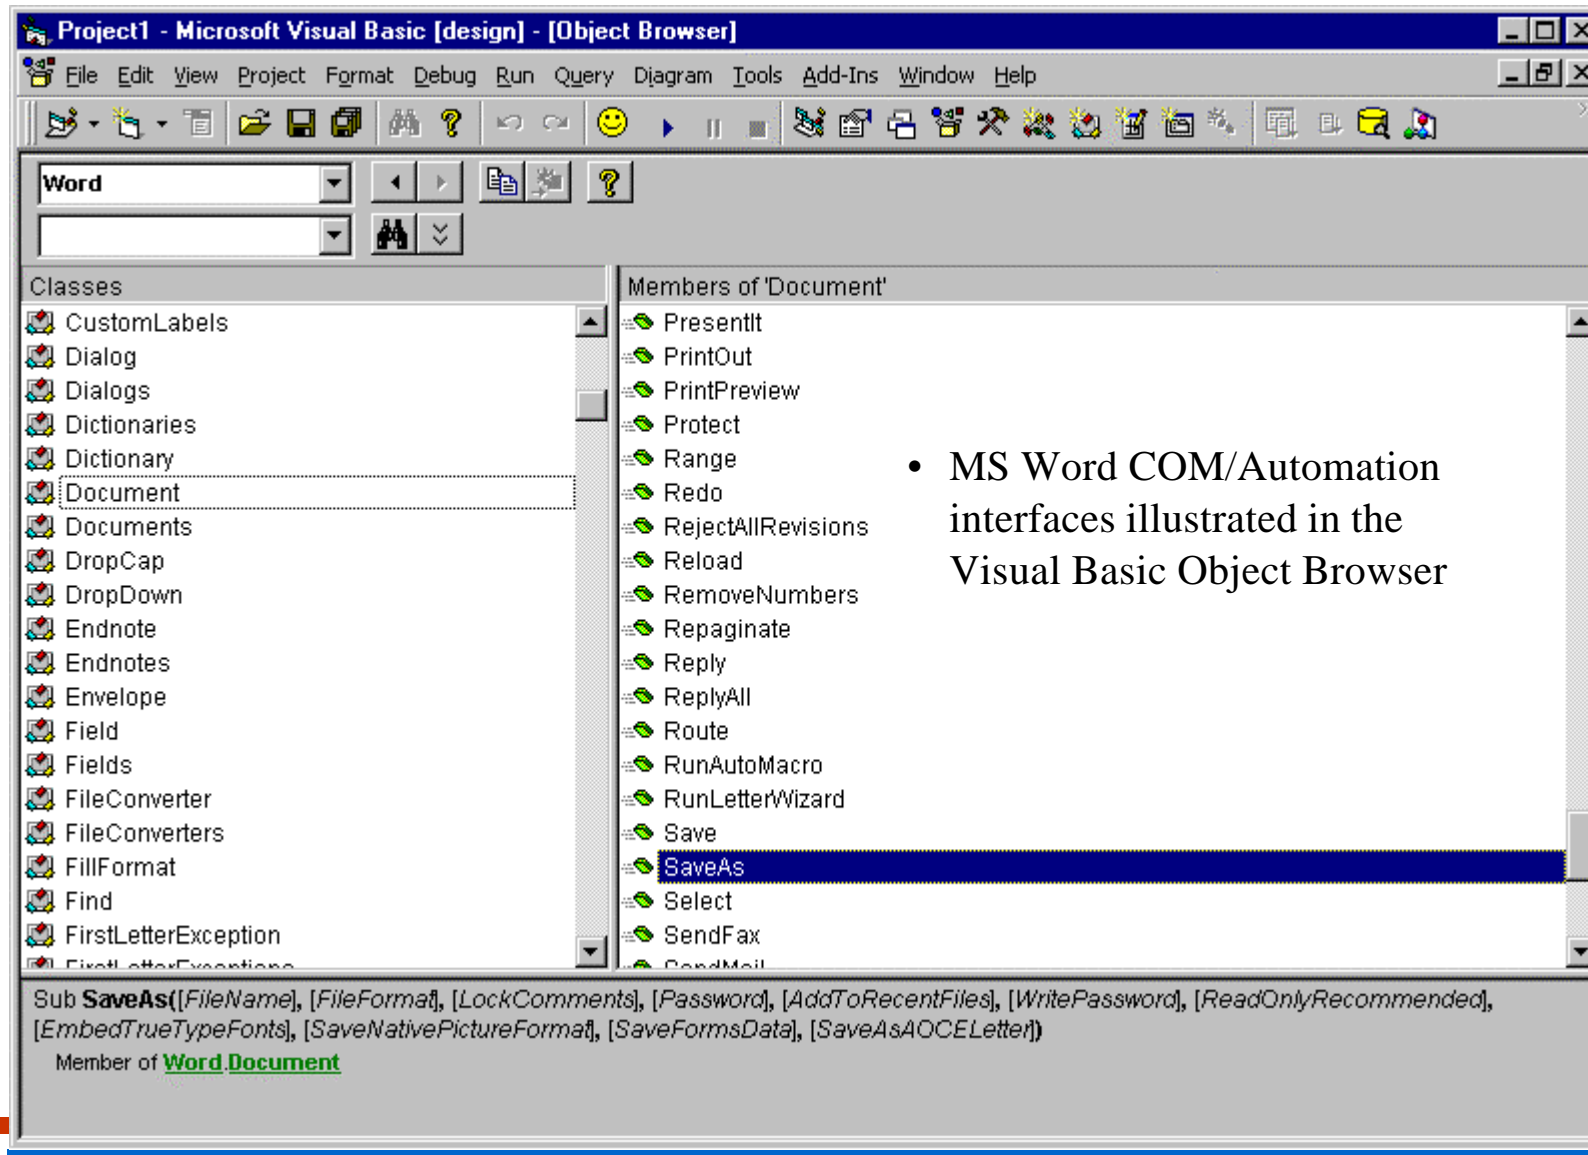 Project1 - Microsoft Visual Basic [design] - [Object Browser]
File Edit View Project Format Debug Run Query Diagram Tools Add-Ins Window Help
Word
Classes
CustomLabels
Dialog
Dialogs
Dictionaries
Dictionary
Document
Documents
DropCap
DropDown
Endnote
Endnotes
Envelope
Field
Fields
FileConverter
FileConverters
FillFormat
Find
FirstLetterException
FirstLetterExceptions
Members of 'Document'
PresentIt
PrintOut
PrintPreview
Protect
Range
Redo
RejectAllRevisions
Reload
RemoveNumbers
Repaginate
Reply
ReplyAll
Route
RunAutoMacro
RunLetterWizard
Save
SaveAs
Select
SendFax
SendMail
• MS Word COM/Automation
interfaces illustrated in the
Visual Basic Object Browser
Sub SaveAs([FileName], [FileFormat], [LockComments], [Password], [AddToRecentFiles], [WritePassword], [ReadOnlyRecommended],
[EmbedTrueTypeFonts], [SaveNativePictureFormat], [SaveFormsData], [SaveAsAOCELetter])
Member of Word.Document